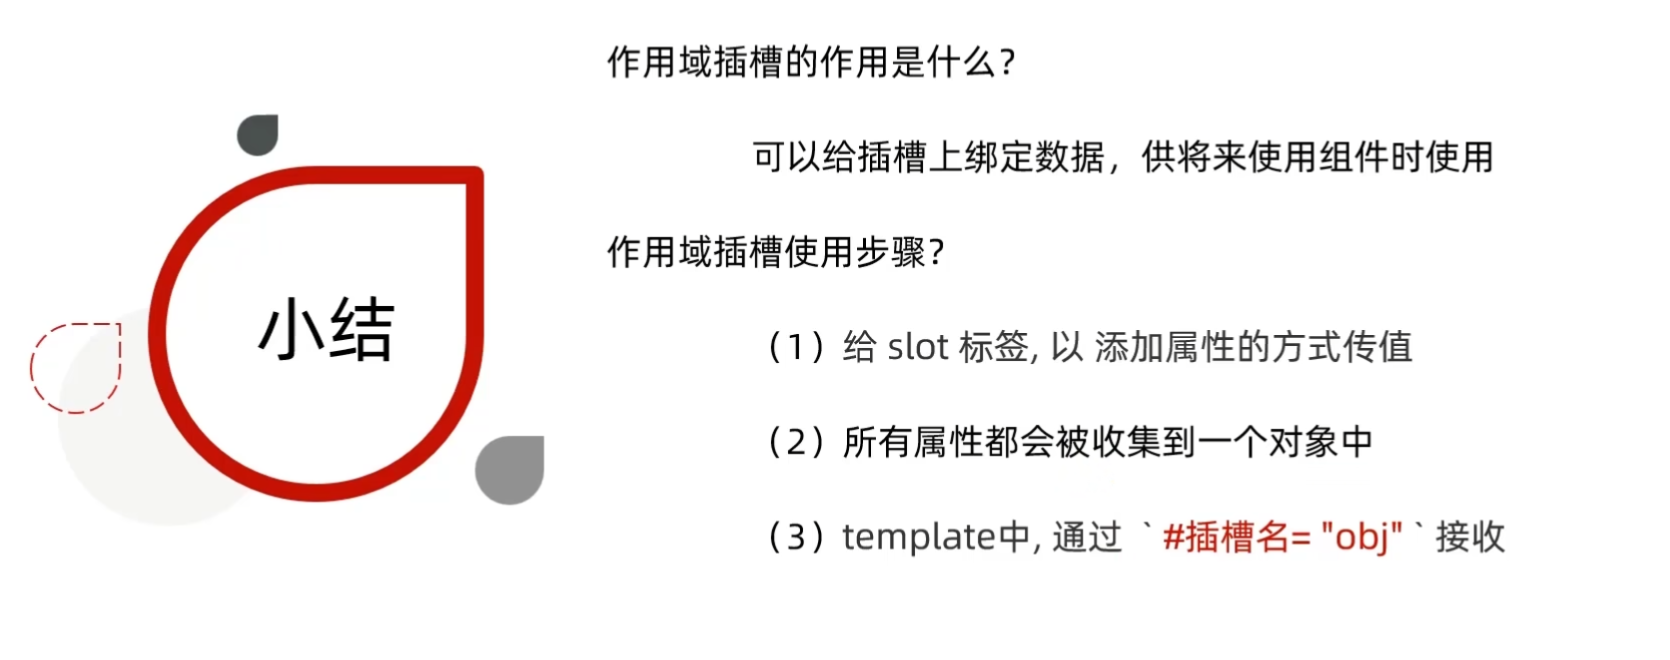 小结
作用域插槽的作用是什么？
可以给插槽上绑定数据，供将来使用组件时使用
作用域插槽使用步骤？
（1）给 slot 标签, 以 添加属性的方式传值
（2）所有属性都会被收集到一个对象中
（3）template中, 通过 ` #插槽名= "obj" ` 接收